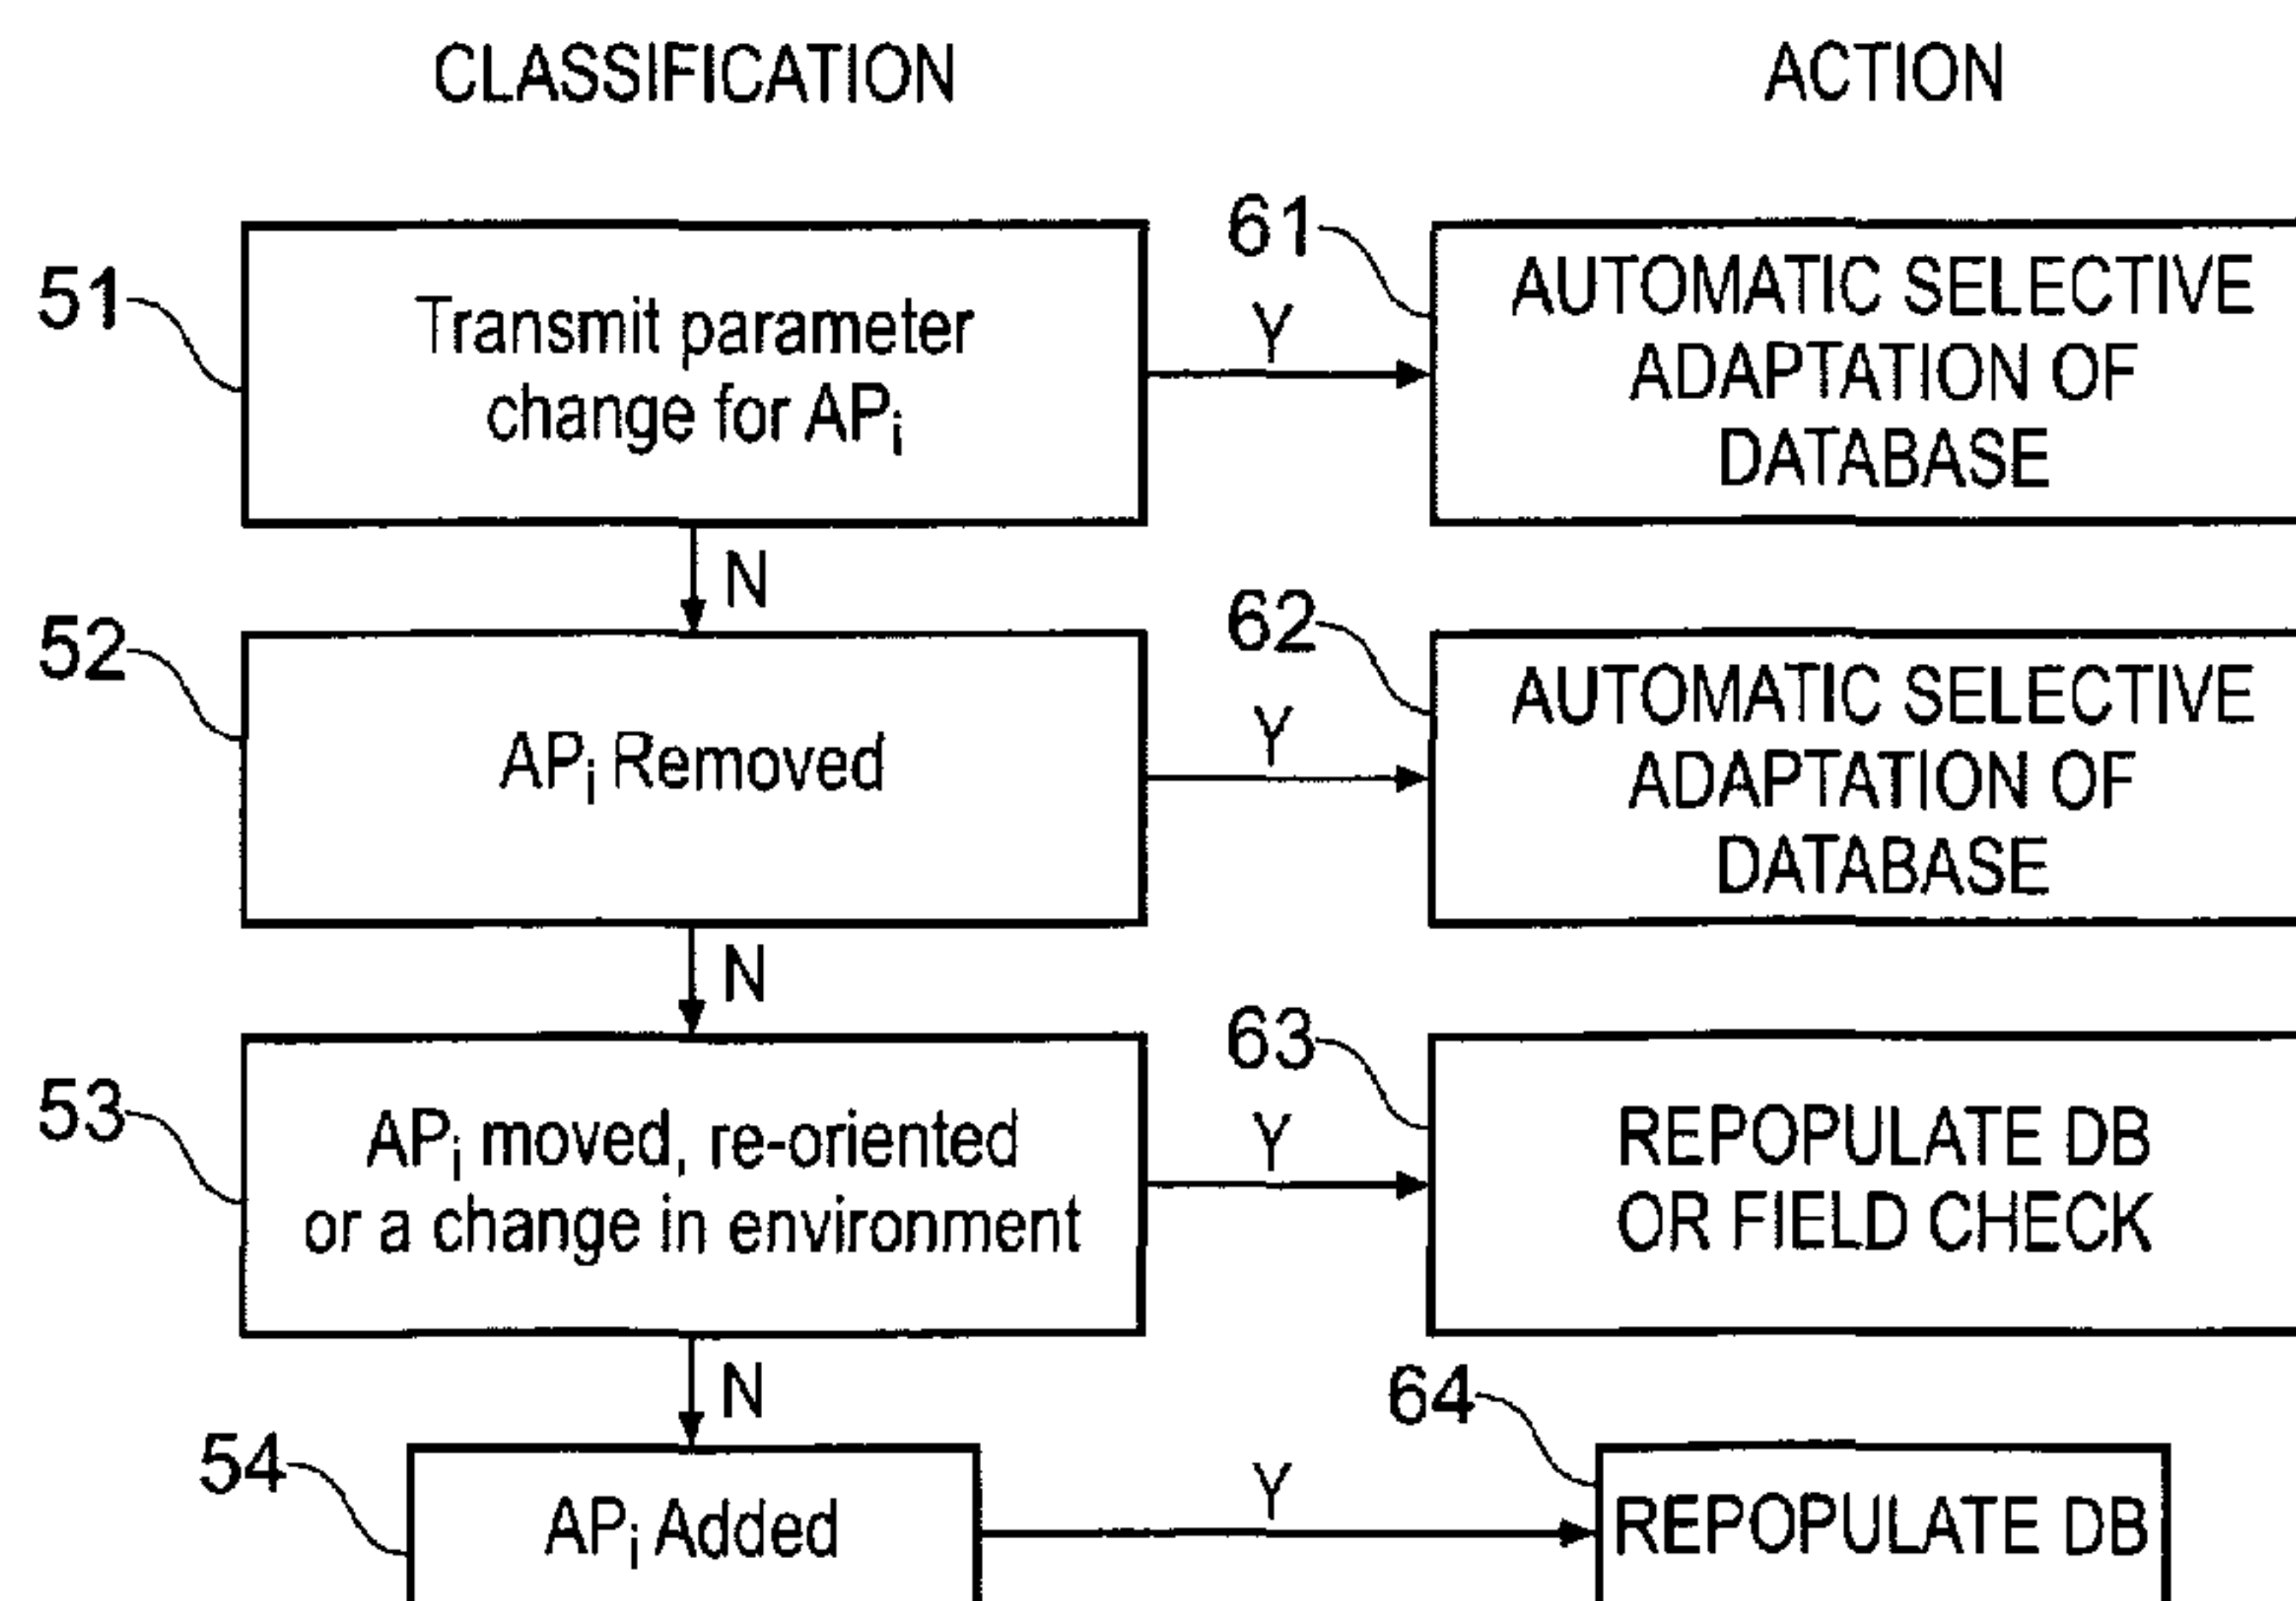 CLASSIFICATION
ACTION
51
Transmit parameter
change for APi
Y
61
AUTOMATIC SELECTIVE
ADAPTATION OF
DATABASE
N
52
APi Removed
Y
62
AUTOMATIC SELECTIVE
ADAPTATION OF
DATABASE
N
53
APi moved, re-oriented
or a change in environment
Y
63
REPOPULATE DB
OR FIELD CHECK
N
54
APi Added
Y
64
REPOPULATE DB